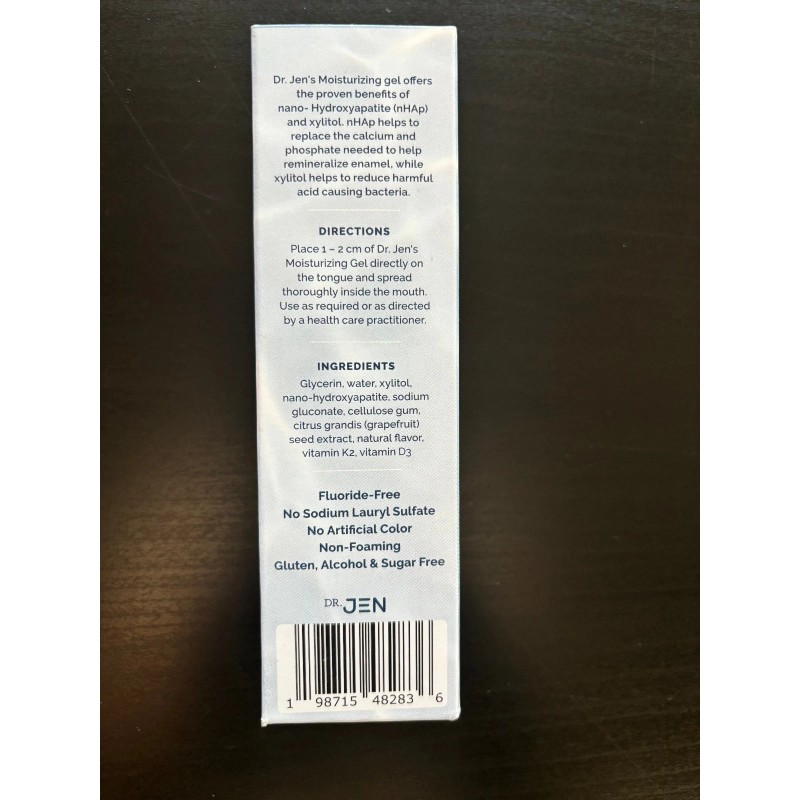 Dr. Jen's Moisturizing gel offers
the proven benefits of
nano- Hydroxyapatite (nHAp)
and xylitol. nHAp helps to
replace the calcium and
phosphate needed to help
remineralize enamel, while
xylitol helps to reduce harmful
acid causing bacteria.
DIRECTIONS
Place 1 – 2 cm of Dr. Jen's
Moisturizing Gel directly on
the tongue and spread
thoroughly inside the mouth.
Use as required or as directed
by a health care practitioner.
INGREDIENTS
Glycerin, water, xylitol,
nano-hydroxyapatite, sodium
gluconate, cellulose gum,
citrus grandis (grapefruit)
seed extract, natural flavor,
vitamin K2, vitamin D3
Fluoride-Free
No Sodium Lauryl Sulfate
No Artificial Color
Non-Foaming
Gluten, Alcohol & Sugar Free
DR. JEN
1 98715 48283 6